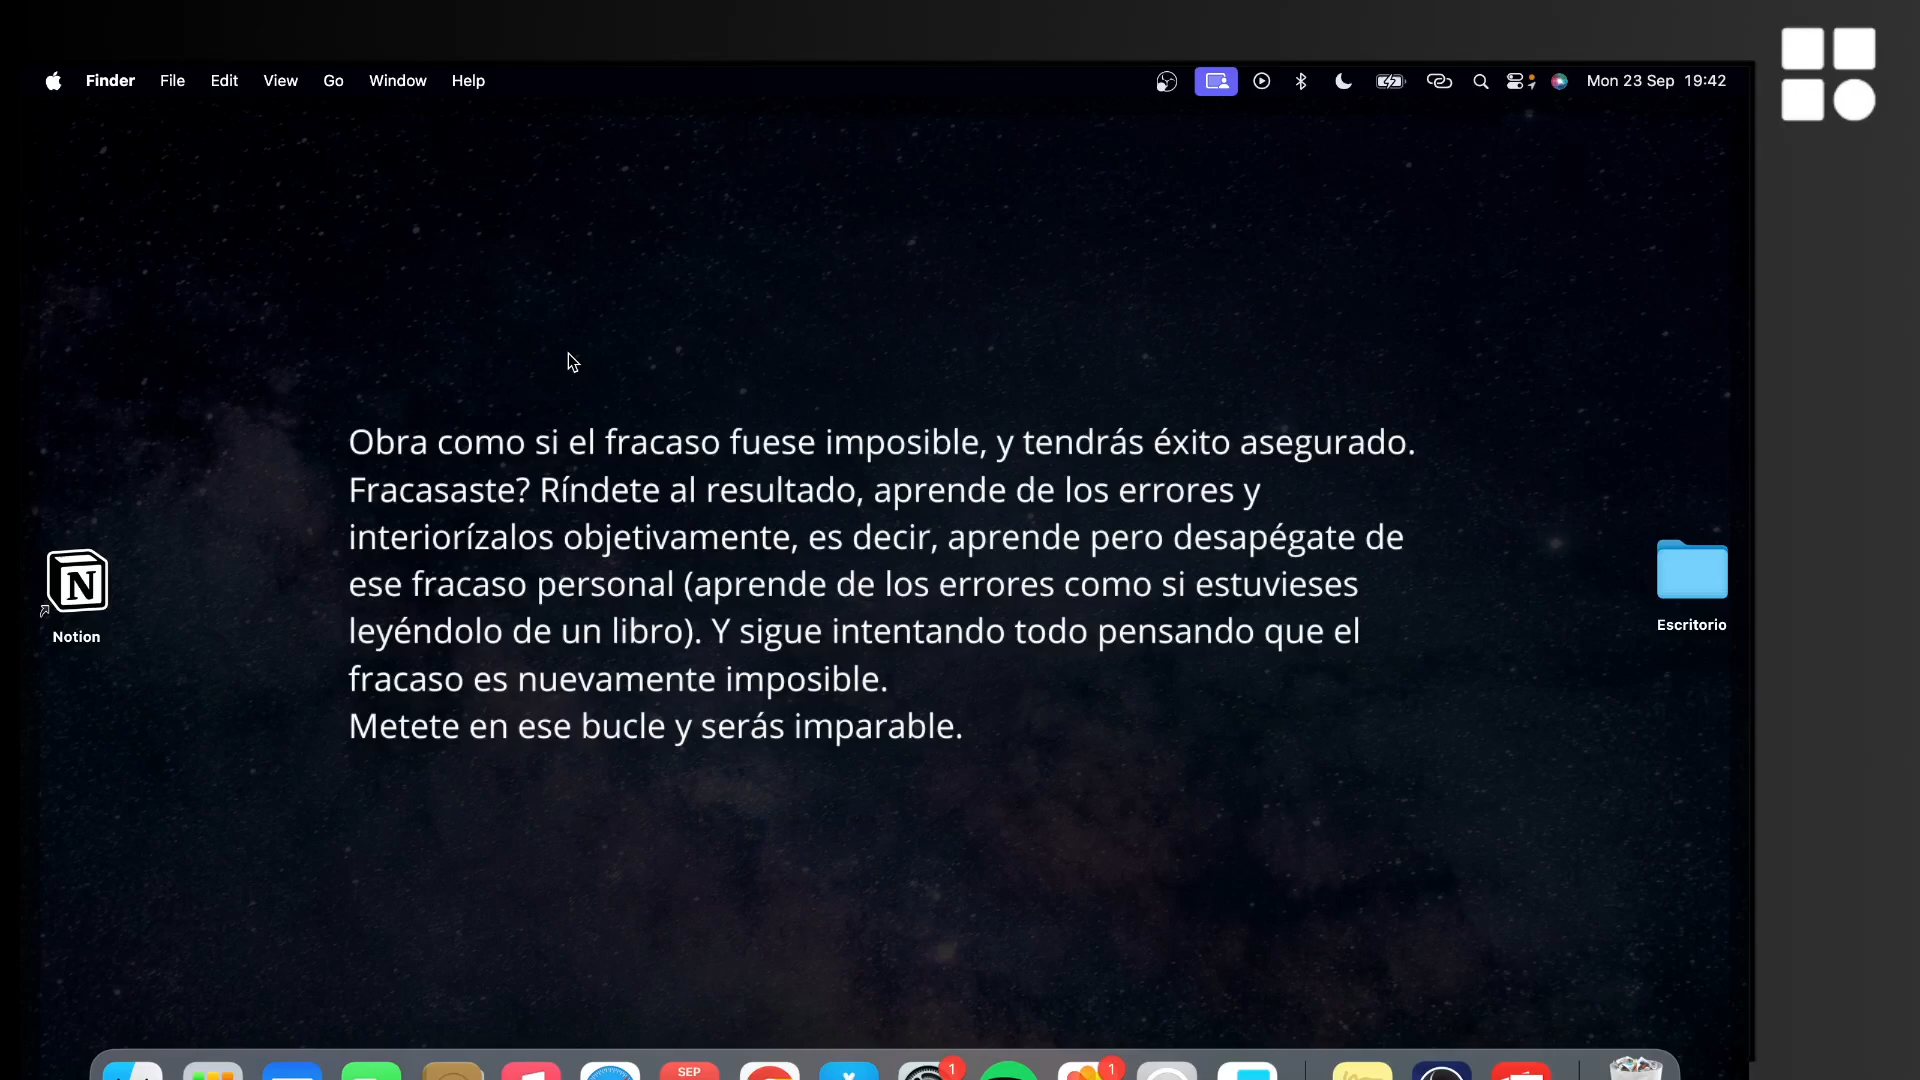 Finder File Edit View Go Window Help Mon 23 Sep 19:42
Obra como si el fracaso fuese imposible, y tendrás éxito asegurado.
Fracasaste? Ríndete al resultado, aprende de los errores y
interiorízalos objetivamente, es decir, aprende pero desapégate de
ese fracaso personal (aprende de los errores como si estuvieses
leyéndolo de un libro). Y sigue intentando todo pensando que el
fracaso es nuevamente imposible.
Metete en ese bucle y serás imparable.
N
Notion
Escritorio
SEP
1
1